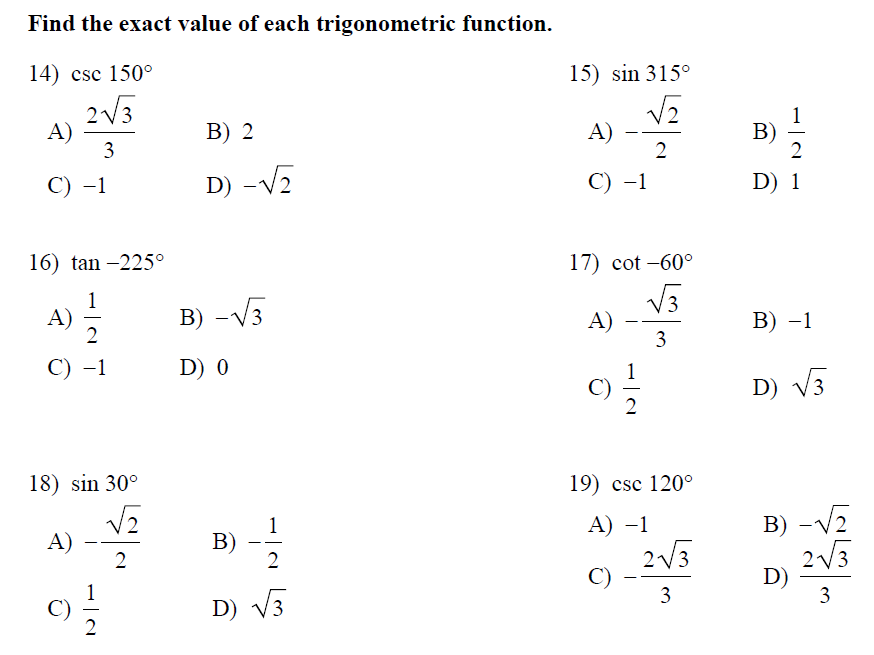 Find the exact value of each trigonometric function.
14) csc 150°
A) 2√3/3 B) 2
C) −1 D) −√2
15) sin 315°
A) −√2/2 B) 1/2
C) −1 D) 1
16) tan −225°
A) 1/2 B) −√3
C) −1 D) 0
17) cot −60°
A) −√3/3 B) −1
C) 1/2 D) √3
18) sin 30°
A) −√2/2 B) −1/2
C) 1/2 D) √3
19) csc 120°
A) −1 B) −√2
C) −2√3/3 D) 2√3/3